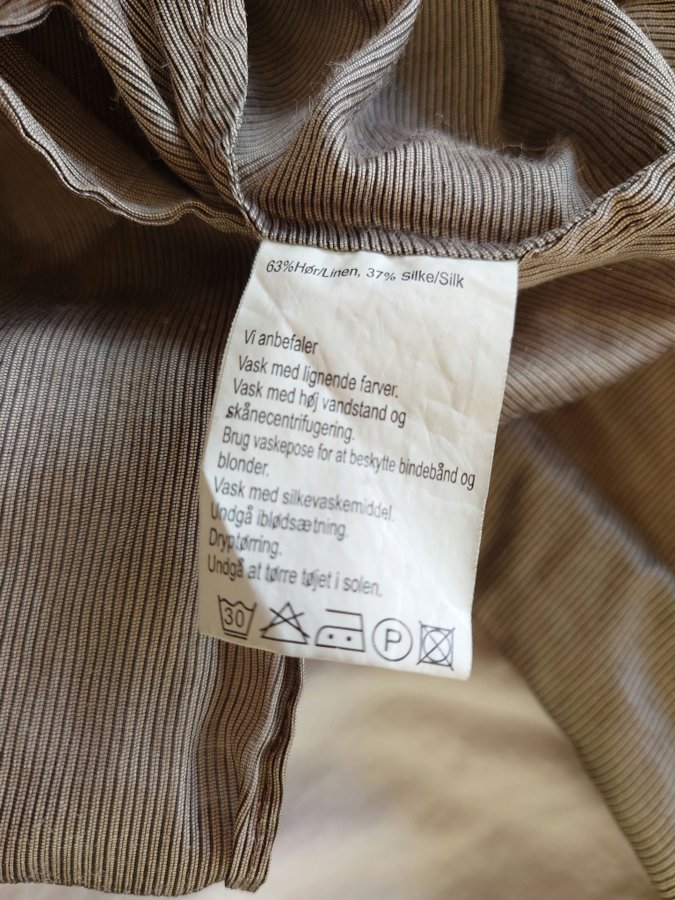 63%Hør/Linen, 37% silke/Silk
Vi anbefaler
Vask med lignende farver.
Vask med høj vandstand og
skånecentrifugering.
Brug vaskepose for at beskytte bindebånd og
blonder.
Vask med silkevaskemiddel.
Undgå iblødsætning.
Dryptørring.
Undgå at tørre tøjet i solen.
30 P